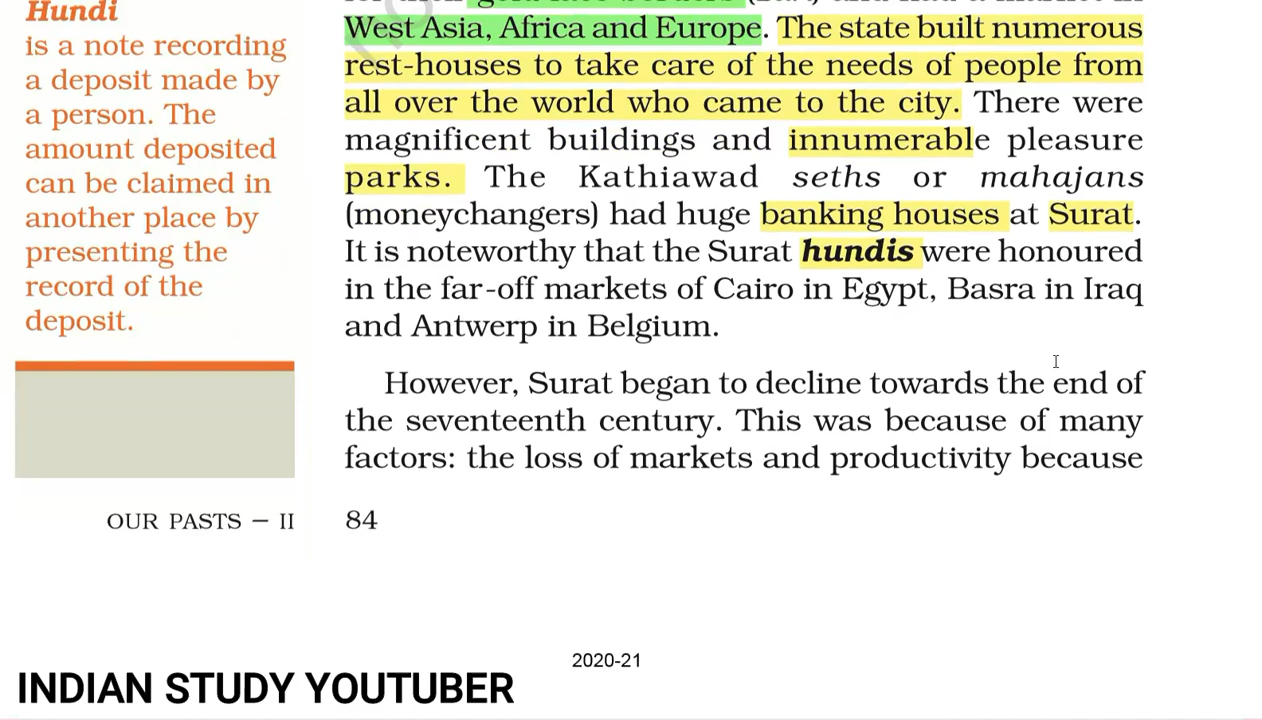 Hundi
is a note recording
a deposit made by
a person. The
amount deposited
can be claimed in
another place by
presenting the
record of the
deposit.
West Asia, Africa and Europe. The state built numerous
rest-houses to take care of the needs of people from
all over the world who came to the city. There were
magnificent buildings and innumerable pleasure
parks. The Kathiawad seths or mahajans
(moneychangers) had huge banking houses at Surat.
It is noteworthy that the Surat hundis were honoured
in the far-off markets of Cairo in Egypt, Basra in Iraq
and Antwerp in Belgium.
However, Surat began to decline towards the end of
the seventeenth century. This was because of many
factors: the loss of markets and productivity because
OUR PASTS – II
84
2020-21
INDIAN STUDY YOUTUBER